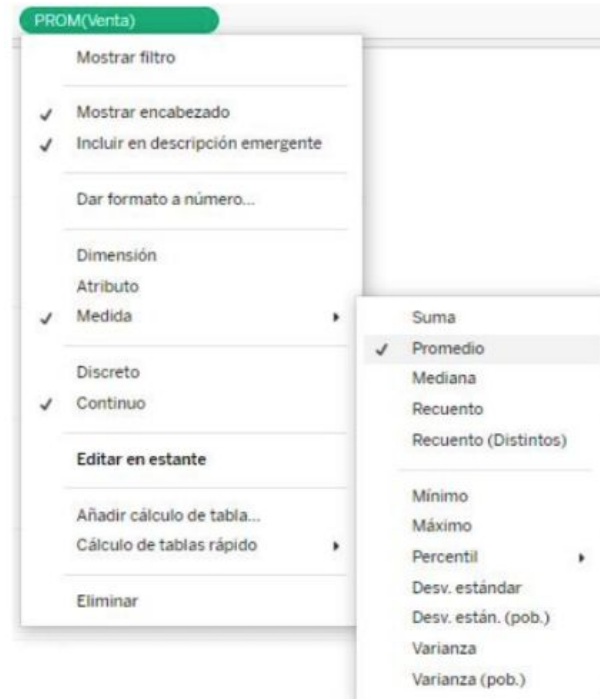 PROM(Venta)
Mostrar filtro
Mostrar encabezado
Incluir en descripción emergente
Dar formato a número...
Dimensión
Atributo
Medida
Discreto
Continuo
Editar en estante
Añadir cálculo de tabla...
Cálculo de tablas rápido
Eliminar
Suma
Promedio
Mediana
Recuento
Recuento (Distintos)
Mínimo
Máximo
Percentil
Desv. estándar
Desv. están. (pob.)
Varianza
Varianza (pob.)